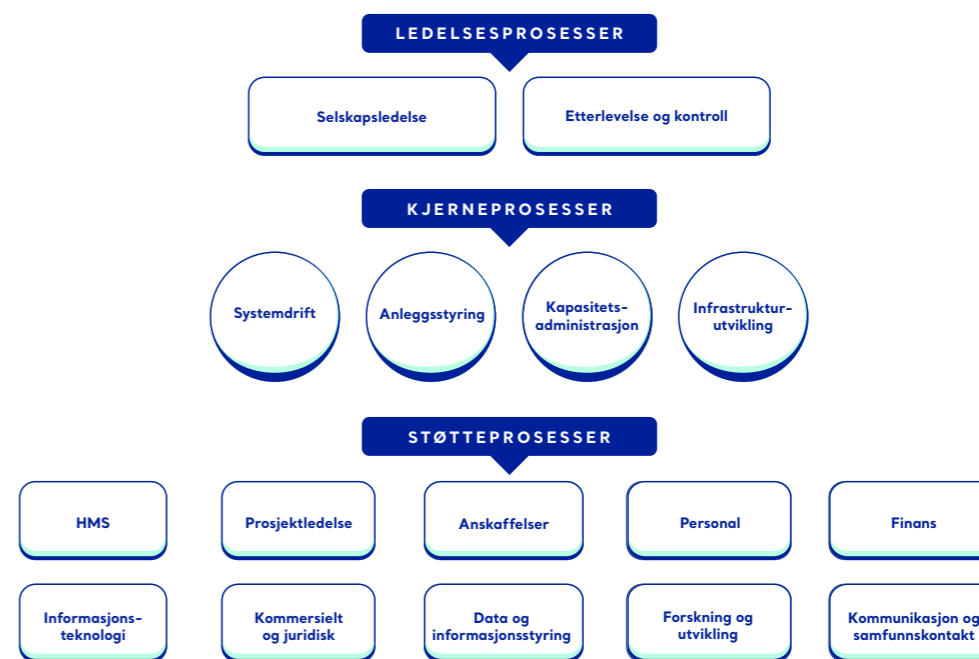 LEDELSESPROSESSER
Selskapsledelse
Etterlevelse og kontroll
KJERNEPROSESSER
Systemdrift
Anleggsstyring
Kapasitets-
administrasjon
Infrastruktur-
utvikling
STØTTEPROSESSER
HMS
Prosjektledelse
Anskaffelser
Personal
Finans
Informasjons-
teknologi
Kommersielt
og juridisk
Data og
informasjonsstyring
Forskning og
utvikling
Kommunikasjon og
samfunnskontakt